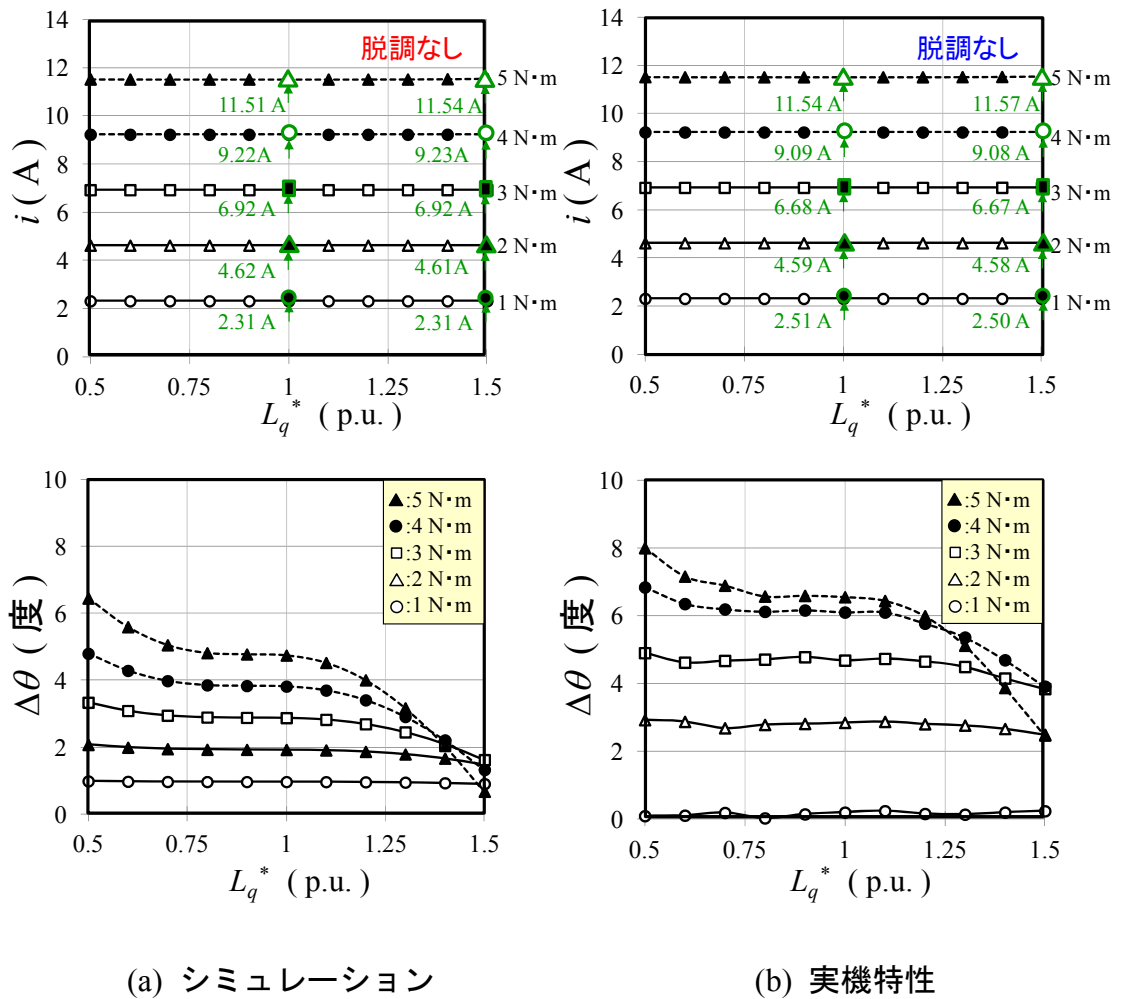 14
12
10
8
6
4
2
0
i ( A )
脱調なし
5 N・m
11.51 A
11.54 A
4 N・m
9.22A
9.23A
3 N・m
6.92 A
6.92 A
2 N・m
4.62 A
4.61A
1 N・m
2.31 A
2.31 A
0.5
0.75
1
1.25
1.5
Lq* ( p.u. )
14
12
10
8
6
4
2
0
i ( A )
脱調なし
5 N・m
11.54 A
11.57 A
4 N・m
9.09 A
9.08 A
3 N・m
6.68 A
6.67 A
2 N・m
4.59 A
4.58 A
1 N・m
2.51 A
2.50 A
0.5
0.75
1
1.25
1.5
Lq* ( p.u. )
10
8
6
4
2
0
Δθ ( 度 )
▲:5 N・m
●:4 N・m
□:3 N・m
△:2 N・m
○:1 N・m
0.5
0.75
1
1.25
1.5
Lq* ( p.u. )
10
8
6
4
2
0
Δθ ( 度 )
▲:5 N・m
●:4 N・m
□:3 N・m
△:2 N・m
○:1 N・m
0.5
0.75
1
1.25
1.5
Lq* ( p.u. )
(a) シミュレーション
(b) 実機特性